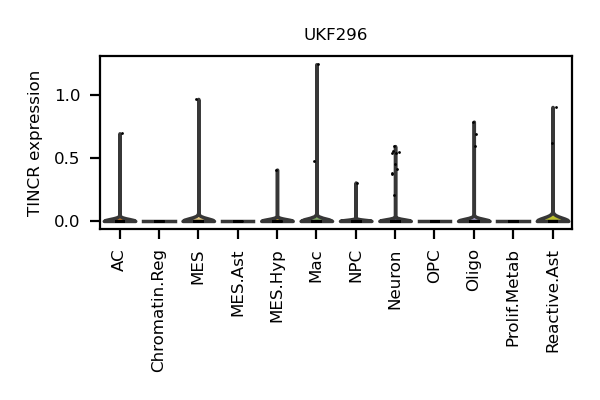 UKF296
TINCR expression
1.0
0.5
0.0
AC
Chromatin.Reg
MES
MES.Ast
MES.Hyp
Mac
NPC
Neuron
OPC
Oligo
Prolif.Metab
Reactive.Ast